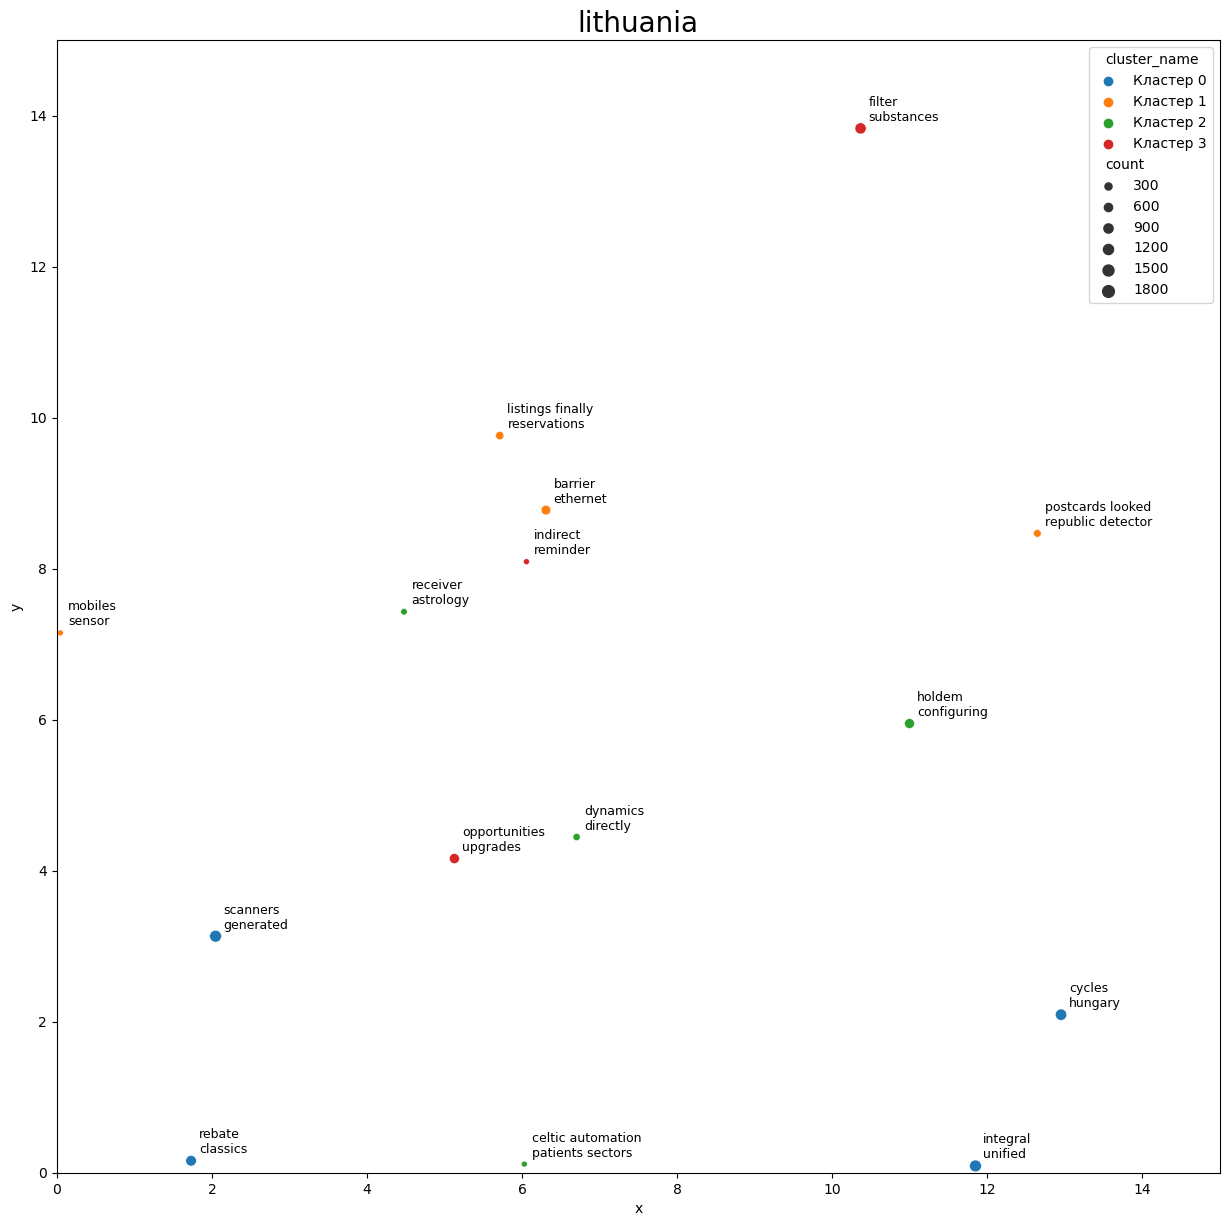 lithuania
cluster_name
Кластер 0
Кластер 1
Кластер 2
Кластер 3
count
300
600
900
1200
1500
1800
filter
substances
listings finally
reservations
barrier
ethernet
postcards looked
republic detector
indirect
reminder
receiver
astrology
mobiles
sensor
holdem
configuring
dynamics
directly
opportunities
upgrades
scanners
generated
cycles
hungary
rebate
classics
celtic automation
patients sectors
integral
unified
14
12
10
8
6
4
2
0
y
0
2
4
6
8
10
12
14
x